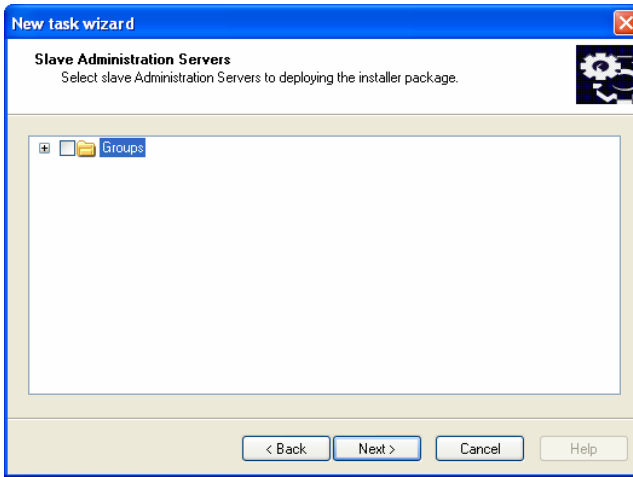 New task wizard
Slave Administration Servers
Select slave Administration Servers to deploying the installer package.
Groups
< Back Next > Cancel Help